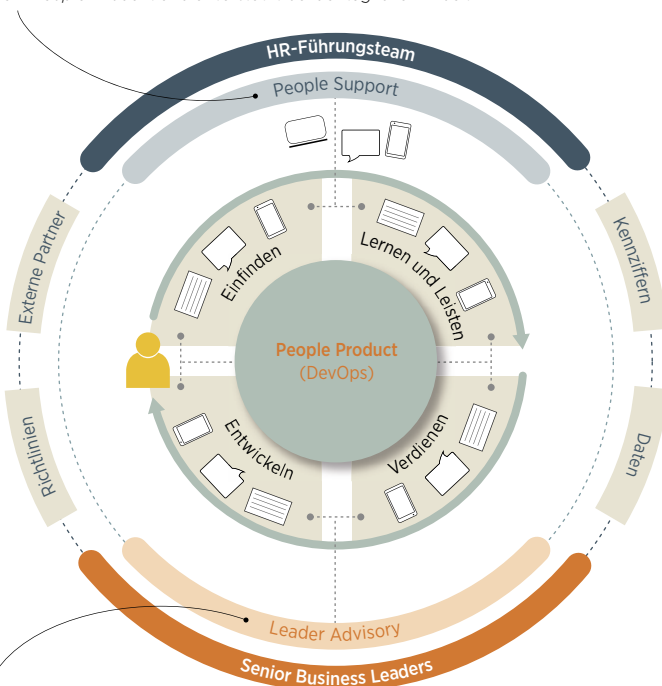 HR-Führungsteam
People Support
Einfinden
Lernen und Leisten
Externe Partner
Kennziffern
People Product
(DevOps)
Richtlinien
Entwickeln
Verdienen
Daten
Leader Advisory
Senior Business Leaders